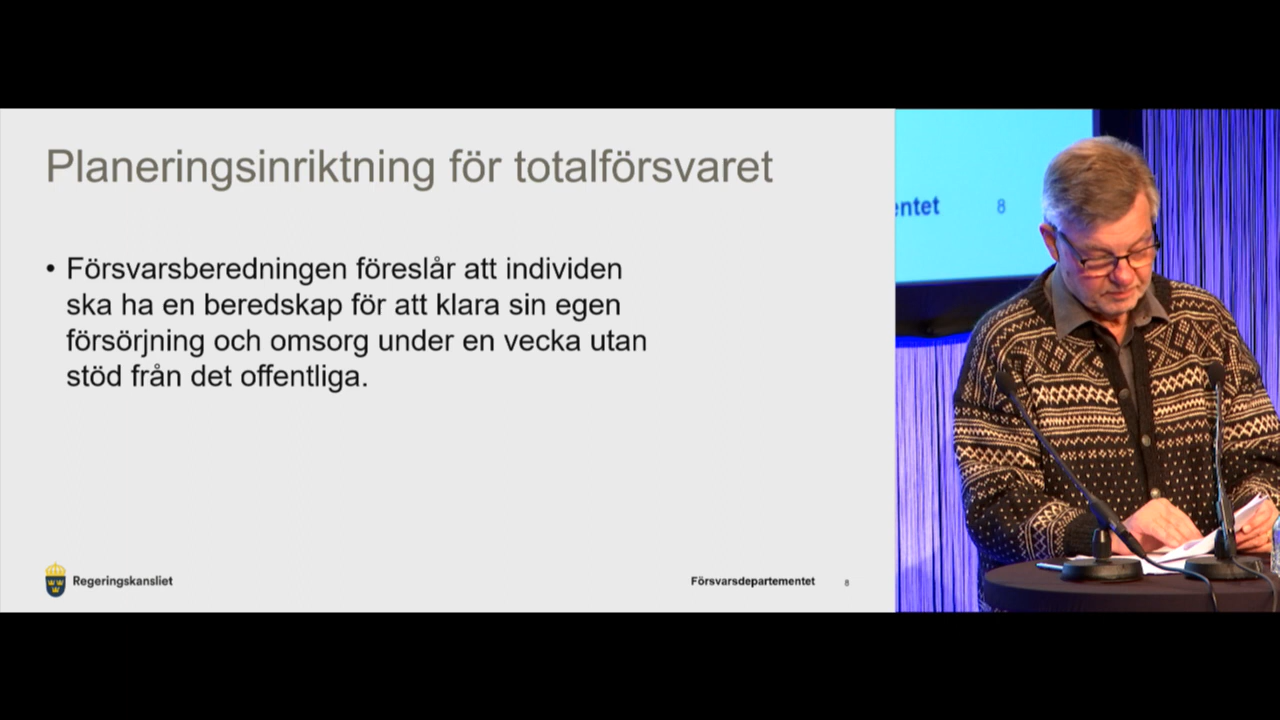 Planeringsinriktning för totalförsvaret
• Försvarsberedningen föreslår att individen
ska ha en beredskap för att klara sin egen
försörjning och omsorg under en vecka utan
stöd från det offentliga.
Regeringskansliet
Försvarsdepartementet 8
entet 8